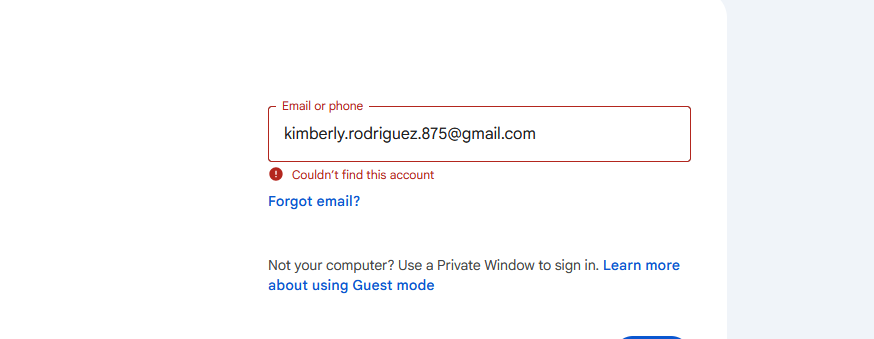 Email or phone
kimberly.rodriguez.875@gmail.com
Couldn’t find this account
Forgot email?
Not your computer? Use a Private Window to sign in. Learn more
about using Guest mode